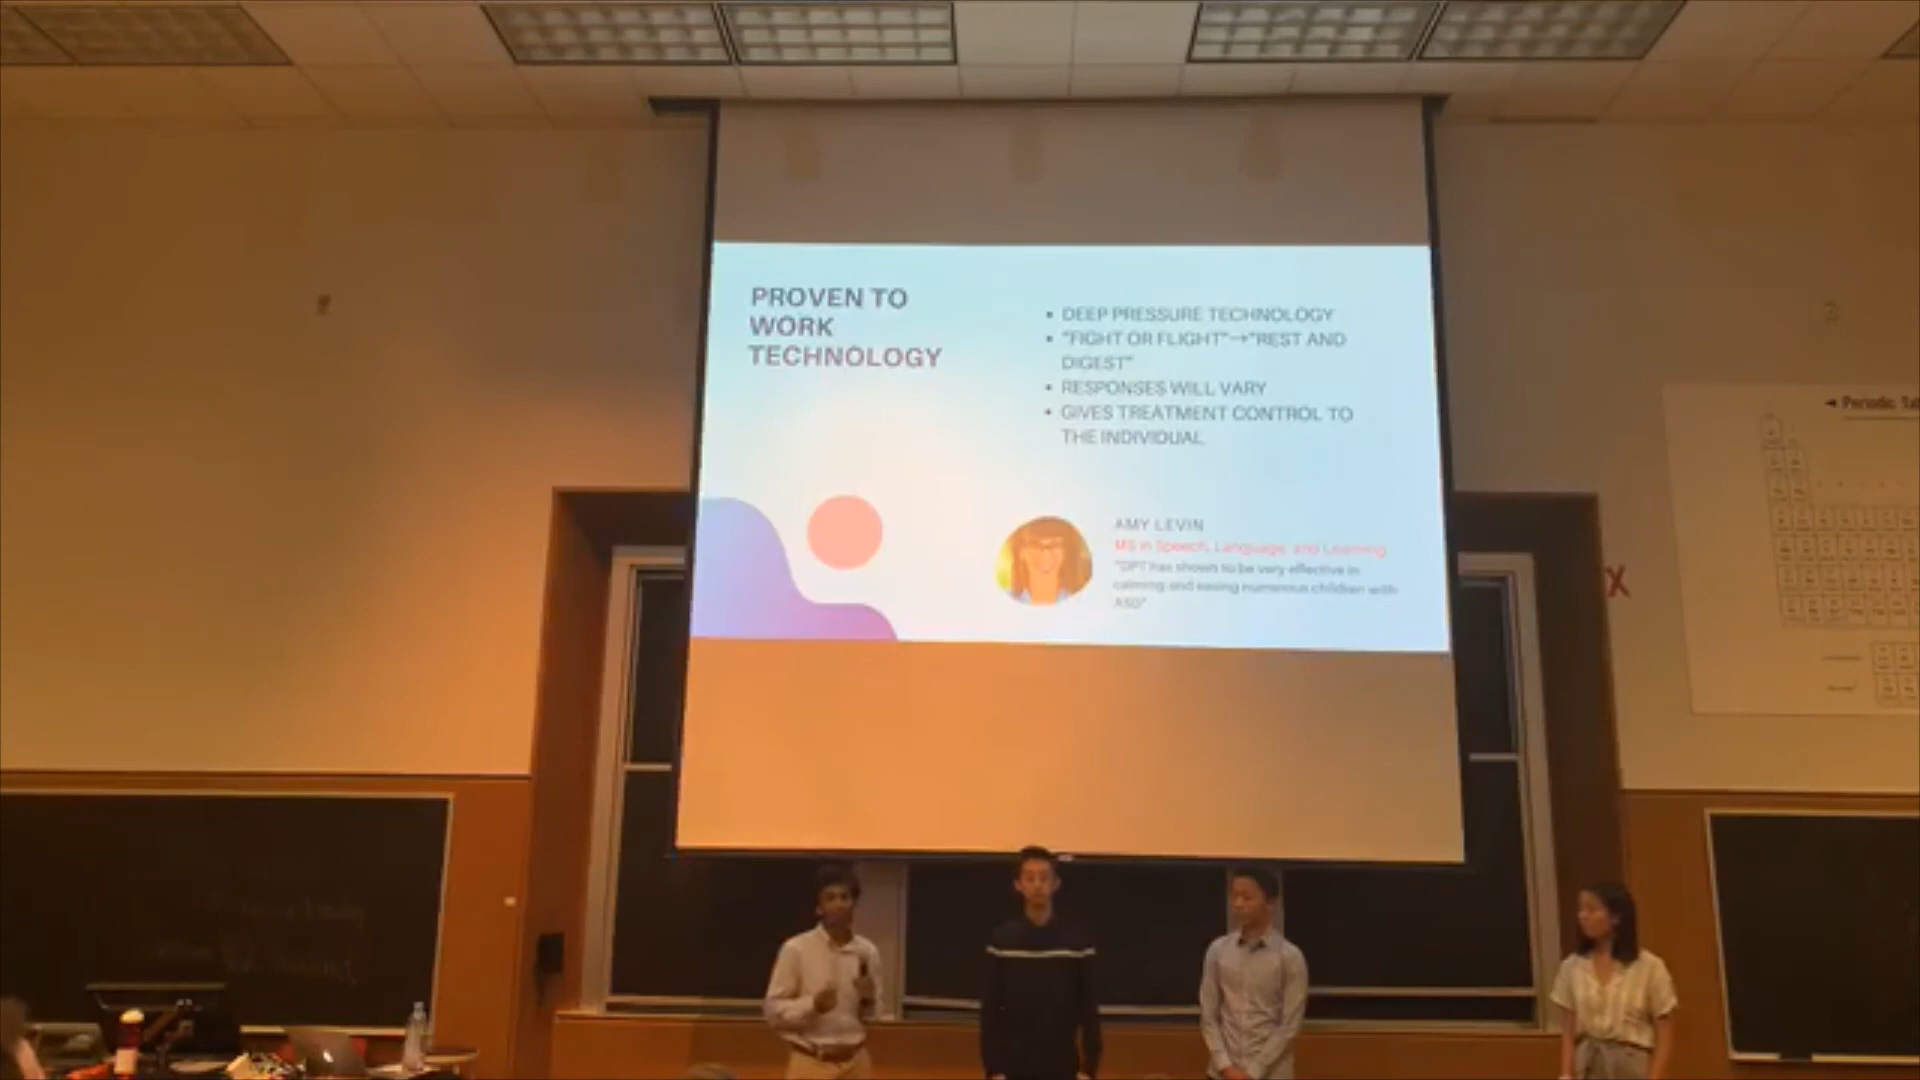 PROVEN TO
WORK
TECHNOLOGY
• DEEP PRESSURE TECHNOLOGY
• "FIGHT OR FLIGHT"→"REST AND
DIGEST"
• RESPONSES WILL VARY
• GIVES TREATMENT CONTROL TO
THE INDIVIDUAL
AMY LEVIN
MS in Speech, Language, and Learning
"DPT has shown to be very effective in
calming and easing numerous children with
ASD"
◄ Periodic Tab
X